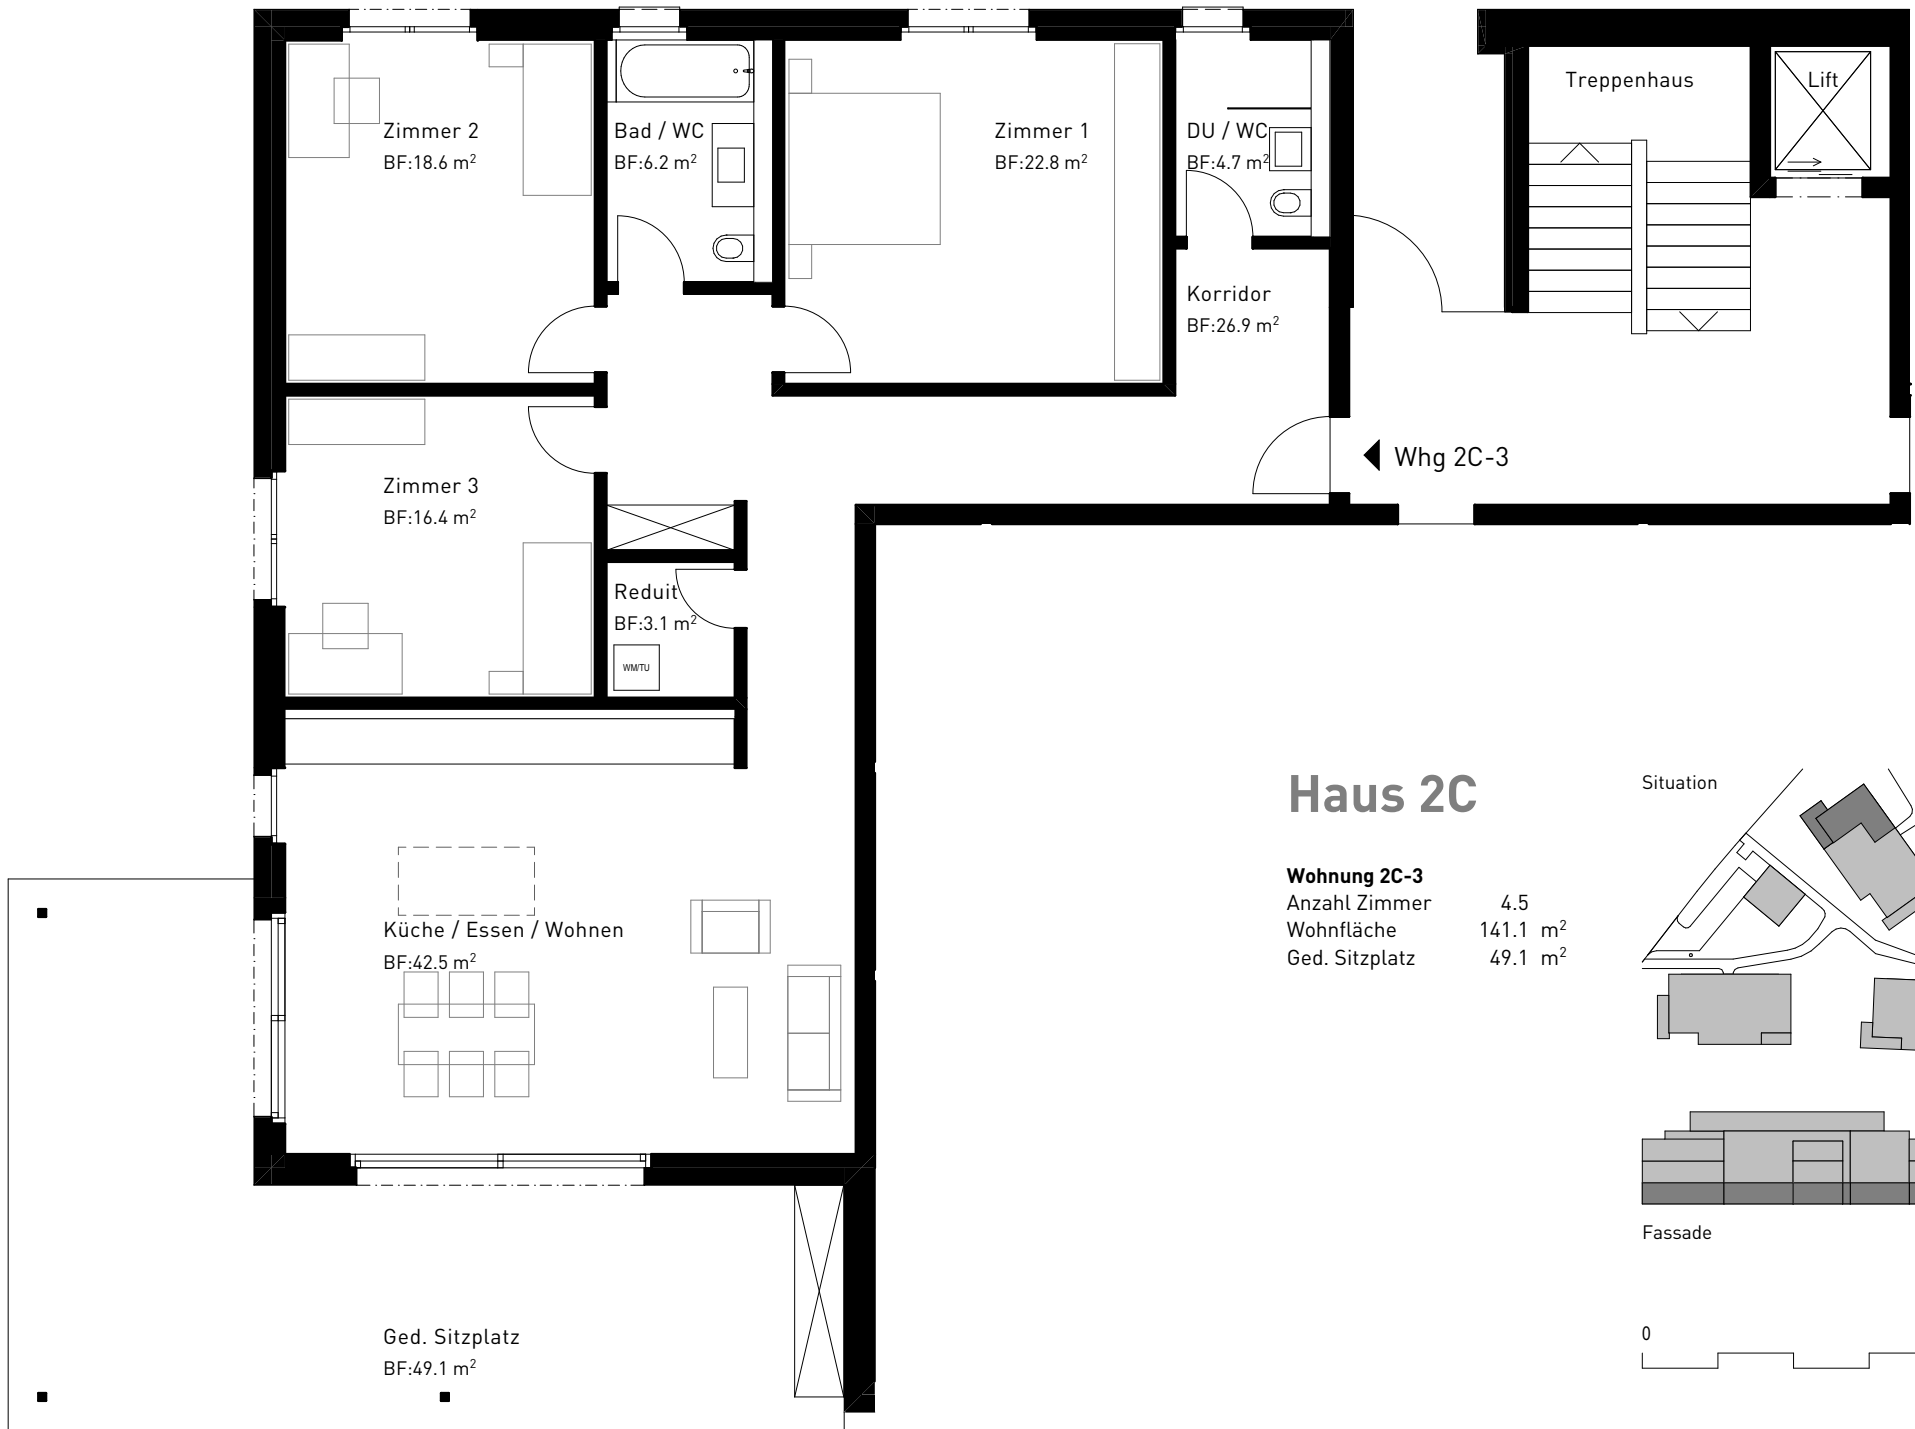 Treppenhaus
Lift
Zimmer 2
BF:18.6 m²
Bad / WC
BF:6.2 m²
Zimmer 1
BF:22.8 m²
DU / WC
BF:4.7 m²
Korridor
BF:26.9 m²
Whg 2C-3
Zimmer 3
BF:16.4 m²
Reduit
BF:3.1 m²
WM/TU
Haus 2C
Situation
Wohnung 2C-3
Anzahl Zimmer 4.5
Wohnfläche 141.1 m²
Ged. Sitzplatz 49.1 m²
Küche / Essen / Wohnen
BF:42.5 m²
Fassade
Ged. Sitzplatz
BF:49.1 m²
0